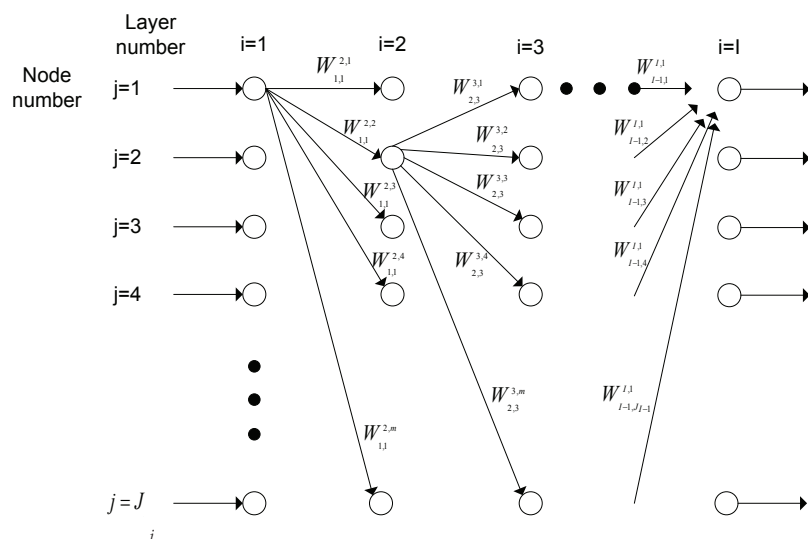 Layer
number
i=1
i=2
i=3
i=I
Node
number
j=1
j=2
j=3
j=4
j = J
i
W^{2,1}_{1,1}
W^{2,2}_{1,1}
W^{2,3}_{1,1}
W^{2,4}_{1,1}
W^{2,m}_{1,1}
W^{3,1}_{2,3}
W^{3,2}_{2,3}
W^{3,3}_{2,3}
W^{3,4}_{2,3}
W^{3,m}_{2,3}
W^{I,1}_{I-1,1}
W^{I,1}_{I-1,2}
W^{I,1}_{I-1,3}
W^{I,1}_{I-1,4}
W^{I,1}_{I-1,J_{I-1}}